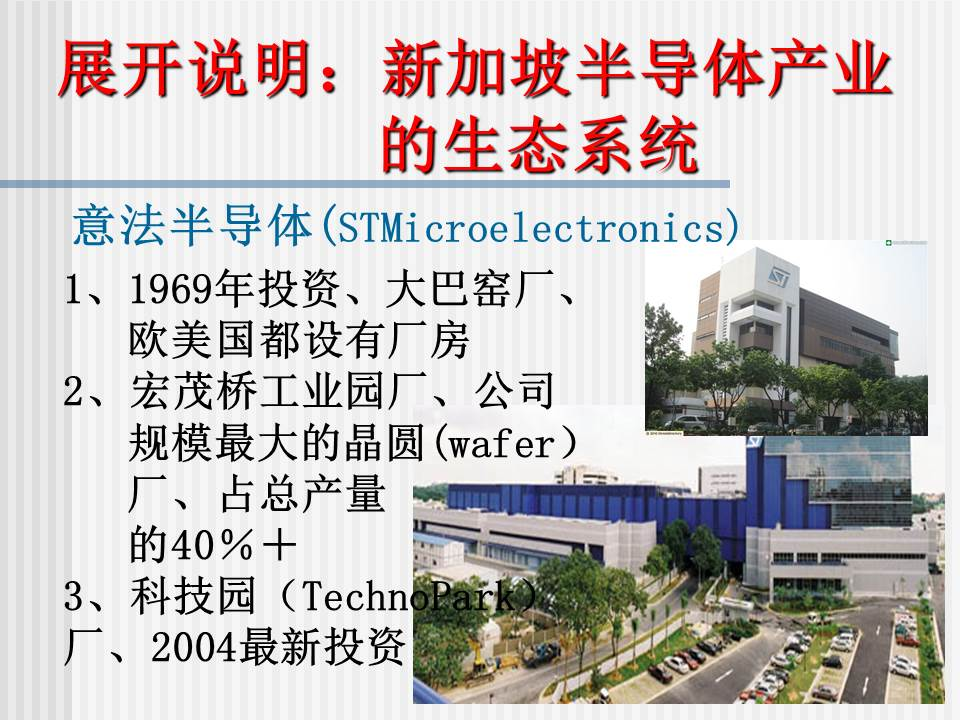 展开说明：新加坡半导体产业
的生态系统
意法半导体(STMicroelectronics)
1、1969年投资、大巴窑厂、
欧美国都设有厂房
2、宏茂桥工业园厂、公司
规模最大的晶圆(wafer）
厂、占总产量
的40％＋
3、科技园（TechnoPark）
厂、2004最新投资
ST